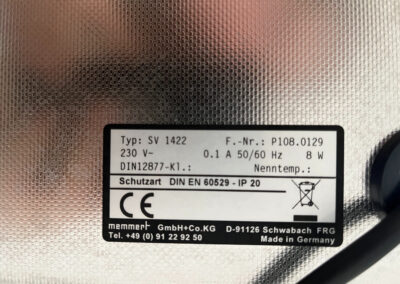 Typ: SV 1422 F.-Nr.: P108.0129
230 V~ 0.1 A 50/60 Hz 8 W
DIN12877-Kl.: Nenntemp.:
Schutzart DIN EN 60529 - IP 20
CE
memmert GmbH+Co.KG D-91126 Schwabach FRG
Tel. +49 (0) 91 22 92 50 Made in Germany